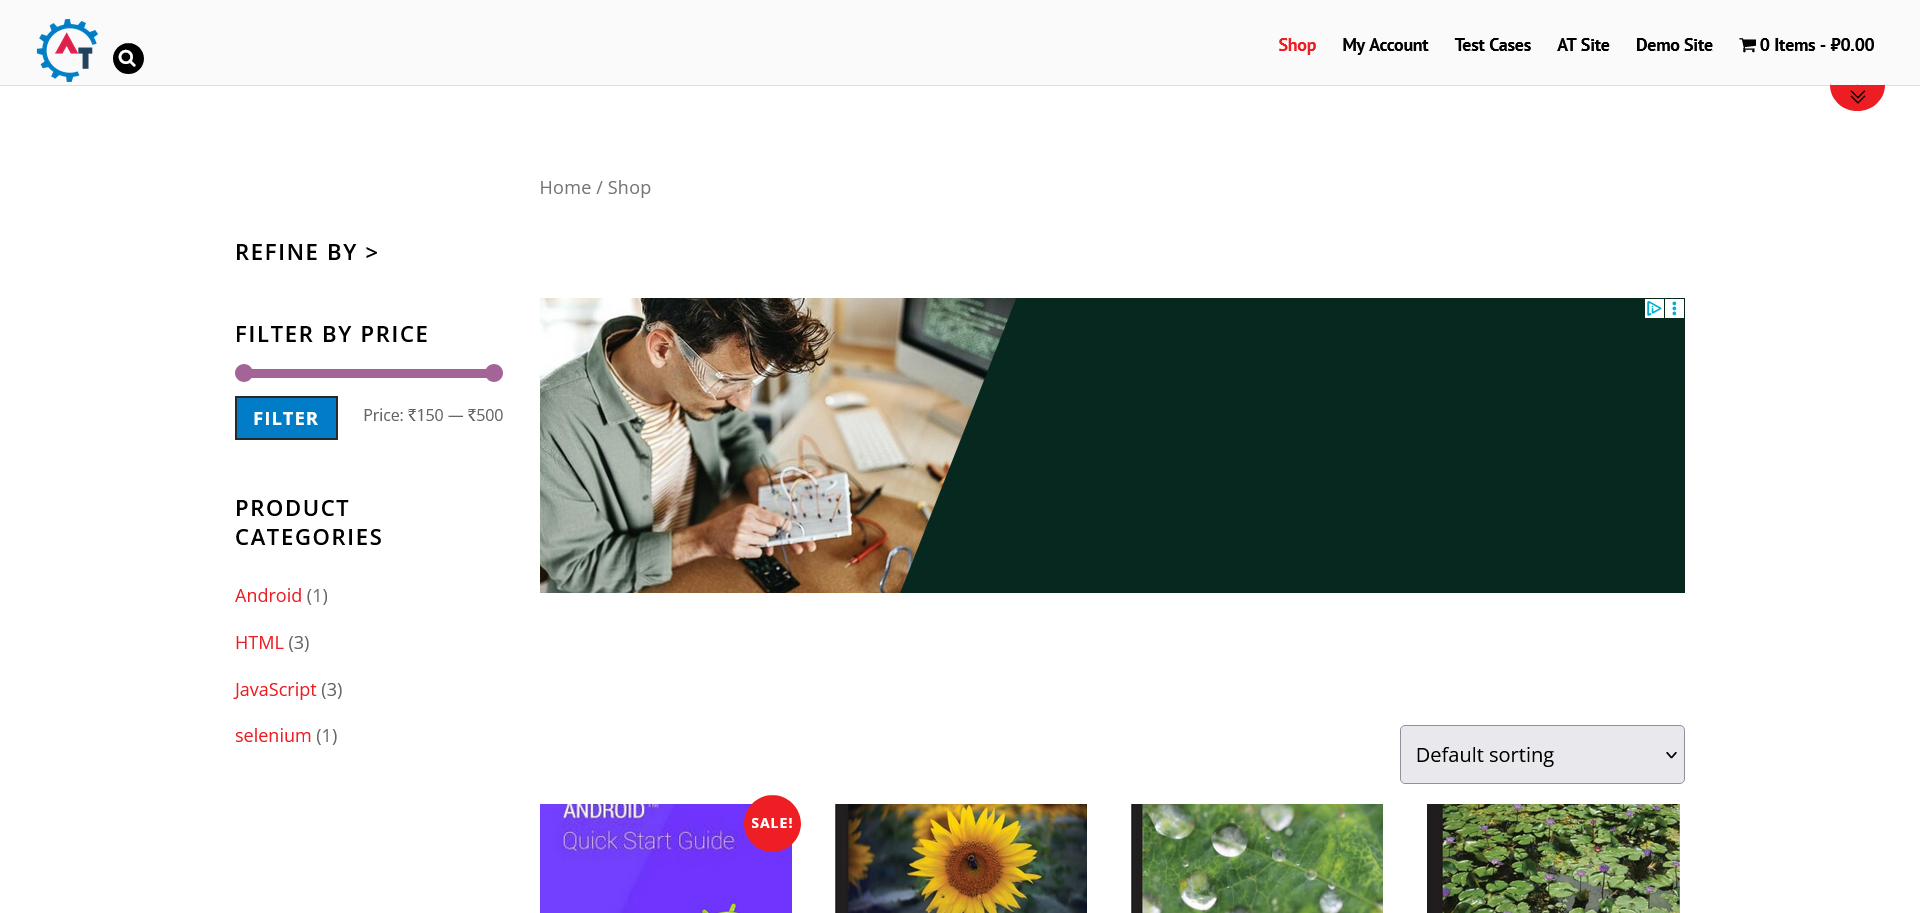 AT
Shop
My Account
Test Cases
AT Site
Demo Site
0 Items - ₽0.00
Home / Shop
REFINE BY >
FILTER BY PRICE
FILTER
Price: ₹150 — ₹500
PRODUCT
CATEGORIES
Android (1)
HTML (3)
JavaScript (3)
selenium (1)
Default sorting
ANDROID™
Quick Start Guide
SALE!